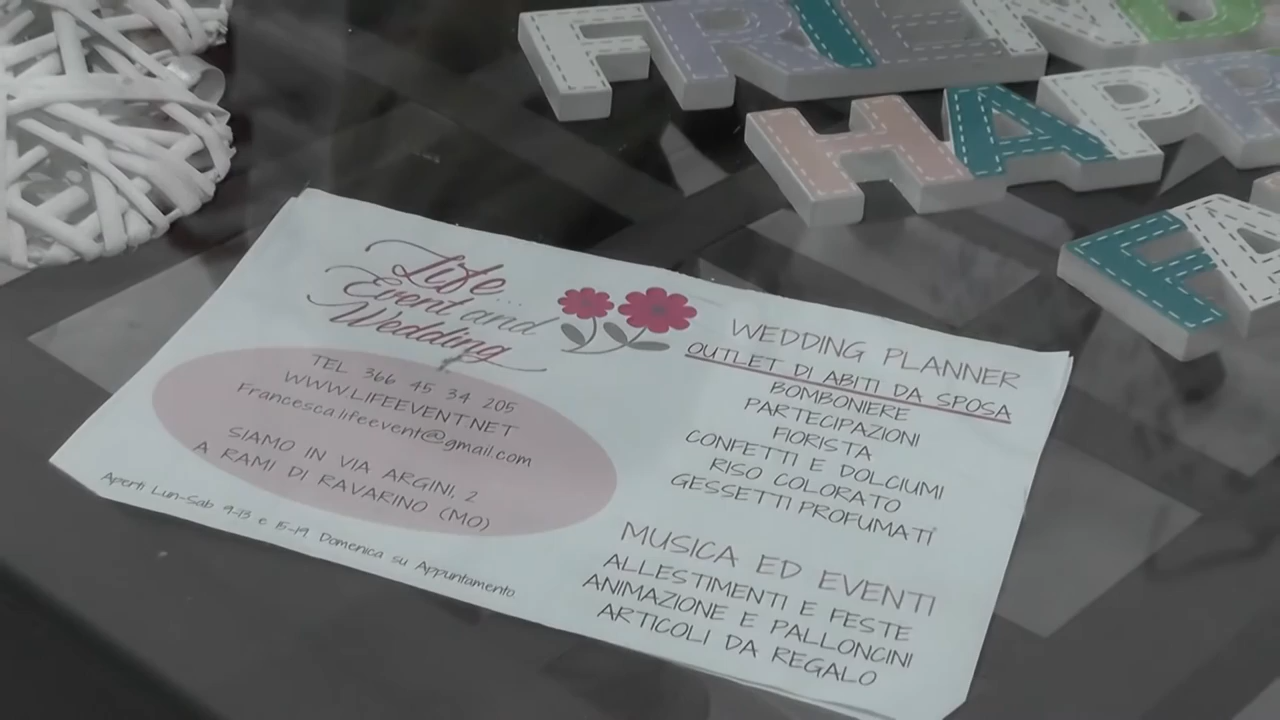 FRIEND
HAPP
FA
Life...
Event and
Wedding
TEL 366 45 34 205
WWW.LIFEEVENT.NET
Francesca.lifeevent@gmail.com
SIAMO IN VIA ARGINI, 2
A RAMI DI RAVARINO (MO)
Aperti Lun-Sab 9-13 e 15-19 Domenica su Appuntamento
WEDDING PLANNER
OUTLET DI ABITI DA SPOSA
BOMBONIERE
PARTECIPAZIONI
FIORISTA
CONFETTI E DOLCIUMI
RISO COLORATO
GESSETTI PROFUMATI
MUSICA ED EVENTI
ALLESTIMENTI E FESTE
ANIMAZIONE E PALLONCINI
ARTICOLI DA REGALO